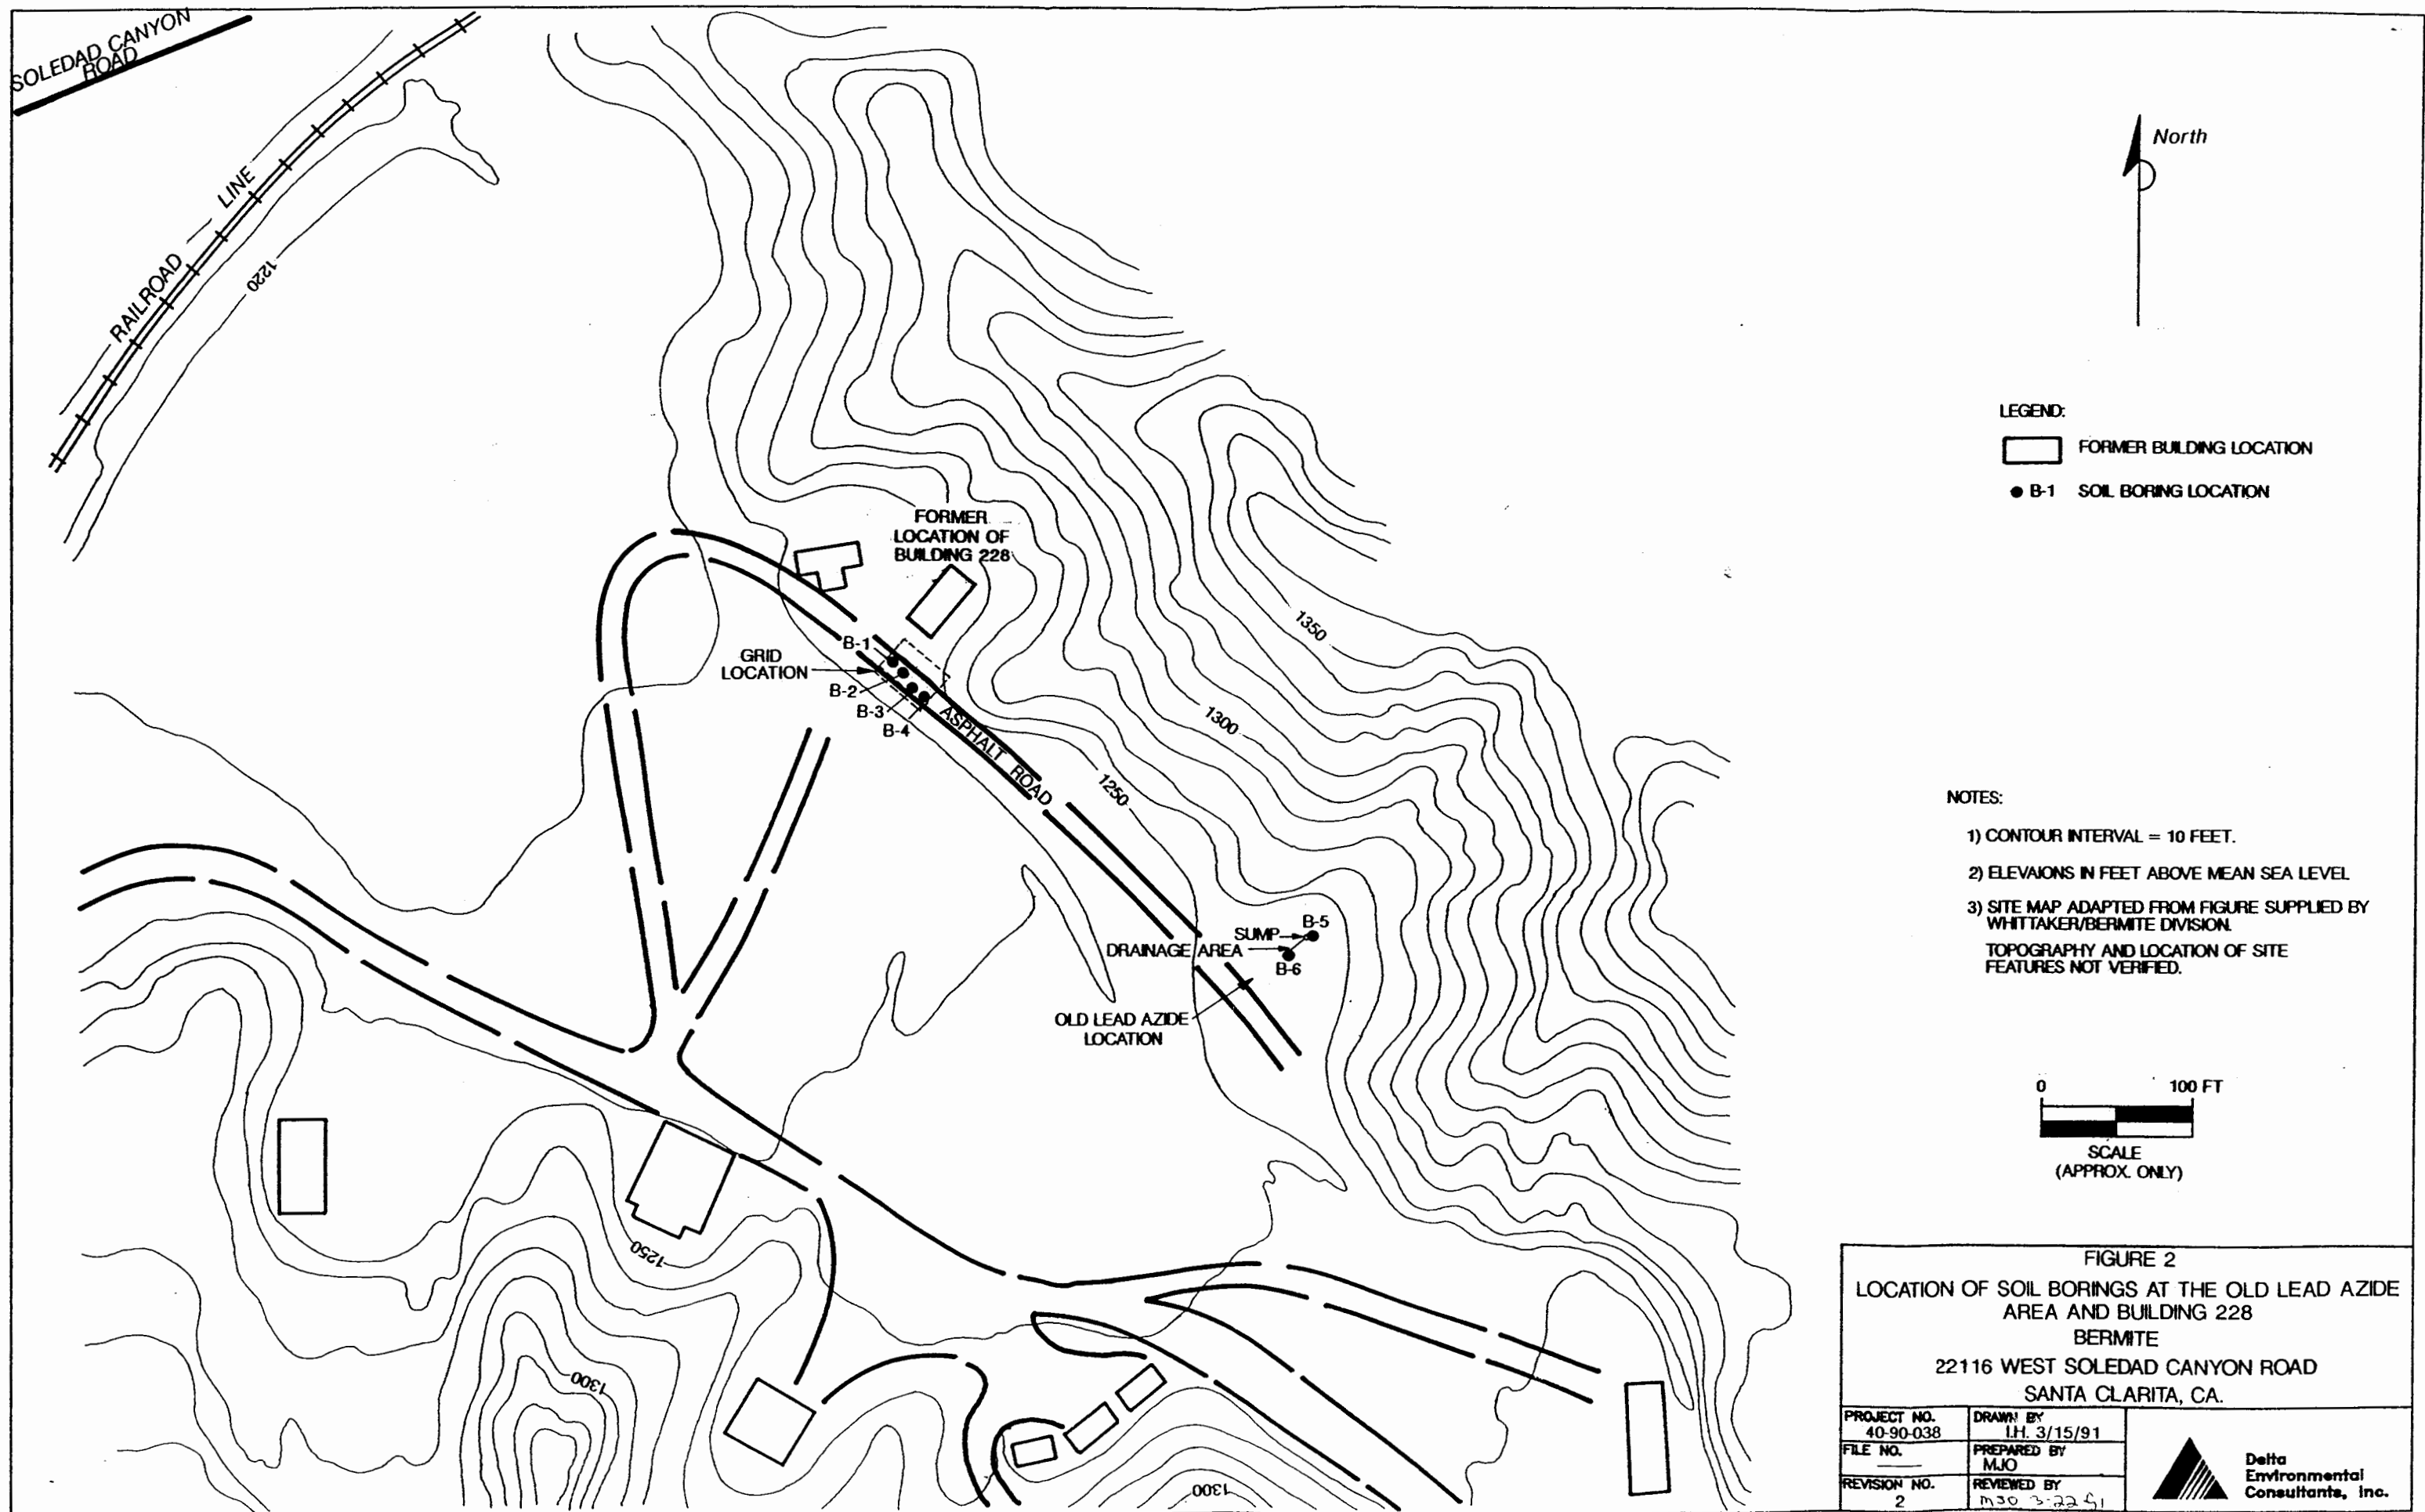 SOLEDAD CANYON
ROAD
RAILROAD LINE
1220
North
LEGEND:
FORMER BUILDING LOCATION
B-1 SOIL BORING LOCATION
FORMER
LOCATION OF
BUILDING 228
B-1
GRID
LOCATION
B-2
B-3
B-4
ASPHALT ROAD
1350
1300
1250
NOTES:
1) CONTOUR INTERVAL = 10 FEET.
2) ELEVAIONS IN FEET ABOVE MEAN SEA LEVEL
3) SITE MAP ADAPTED FROM FIGURE SUPPLIED BY
WHITTAKER/BERMITE DIVISION.
TOPOGRAPHY AND LOCATION OF SITE
FEATURES NOT VERIFIED.
B-5
SUMP
DRAINAGE AREA
B-6
OLD LEAD AZIDE
LOCATION
0 100 FT
SCALE
(APPROX. ONLY)
1250
1300
1300
FIGURE 2
LOCATION OF SOIL BORINGS AT THE OLD LEAD AZIDE
AREA AND BUILDING 228
BERMITE
22116 WEST SOLEDAD CANYON ROAD
SANTA CLARITA, CA.
PROJECT NO.
40-90-038
DRAWN BY
I.H. 3/15/91
FILE NO.
PREPARED BY
MJO
REVISION NO.
2
REVIEWED BY
MJO 3-22-91
Delta
Environmental
Consultants, Inc.